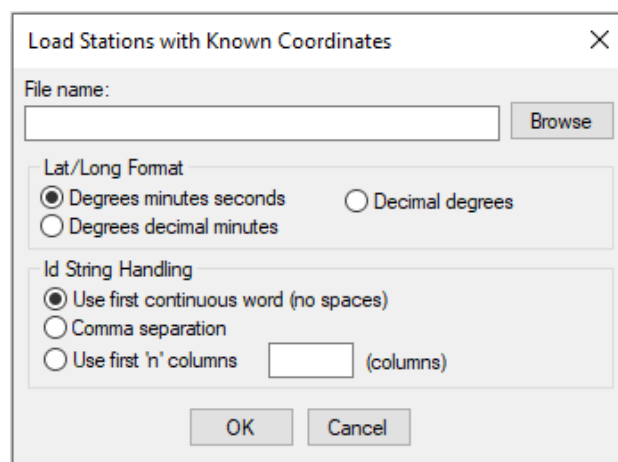 Load Stations with Known Coordinates
File name:
Browse
Lat/Long Format
Degrees minutes seconds
Decimal degrees
Degrees decimal minutes
Id String Handling
Use first continuous word (no spaces)
Comma separation
Use first 'n' columns (columns)
OK Cancel